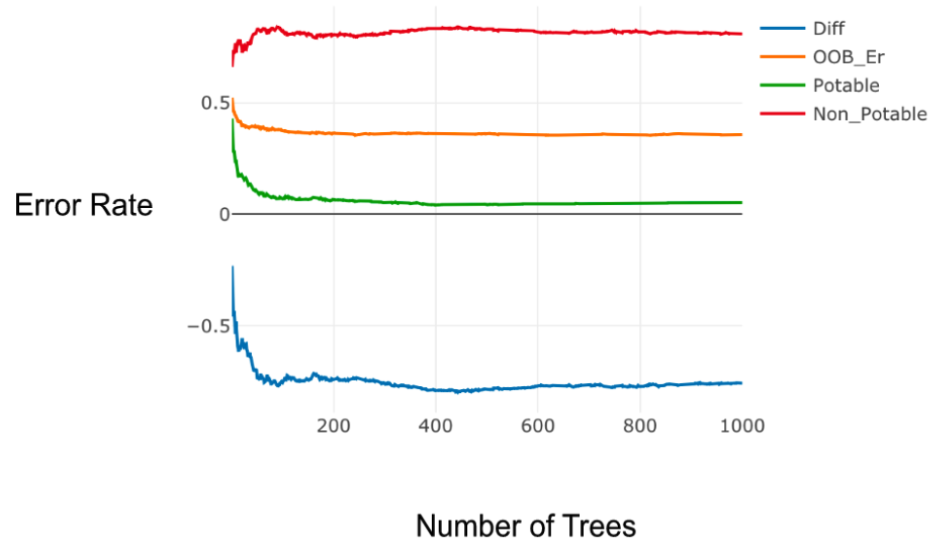 Diff
OOB_Er
Potable
Non_Potable
0.5
Error Rate
0
−0.5
200 400 600 800 1000
Number of Trees